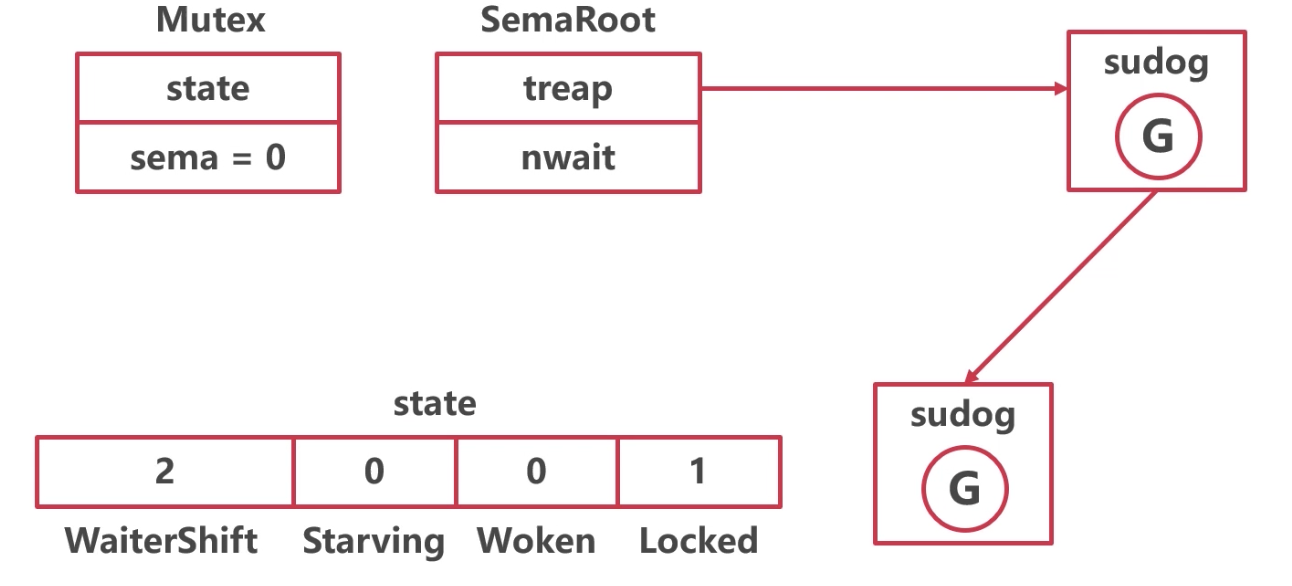 Mutex
state
sema = 0
SemaRoot
treap
nwait
sudog
G
sudog
G
state
2 0 0 1
WaiterShift Starving Woken Locked